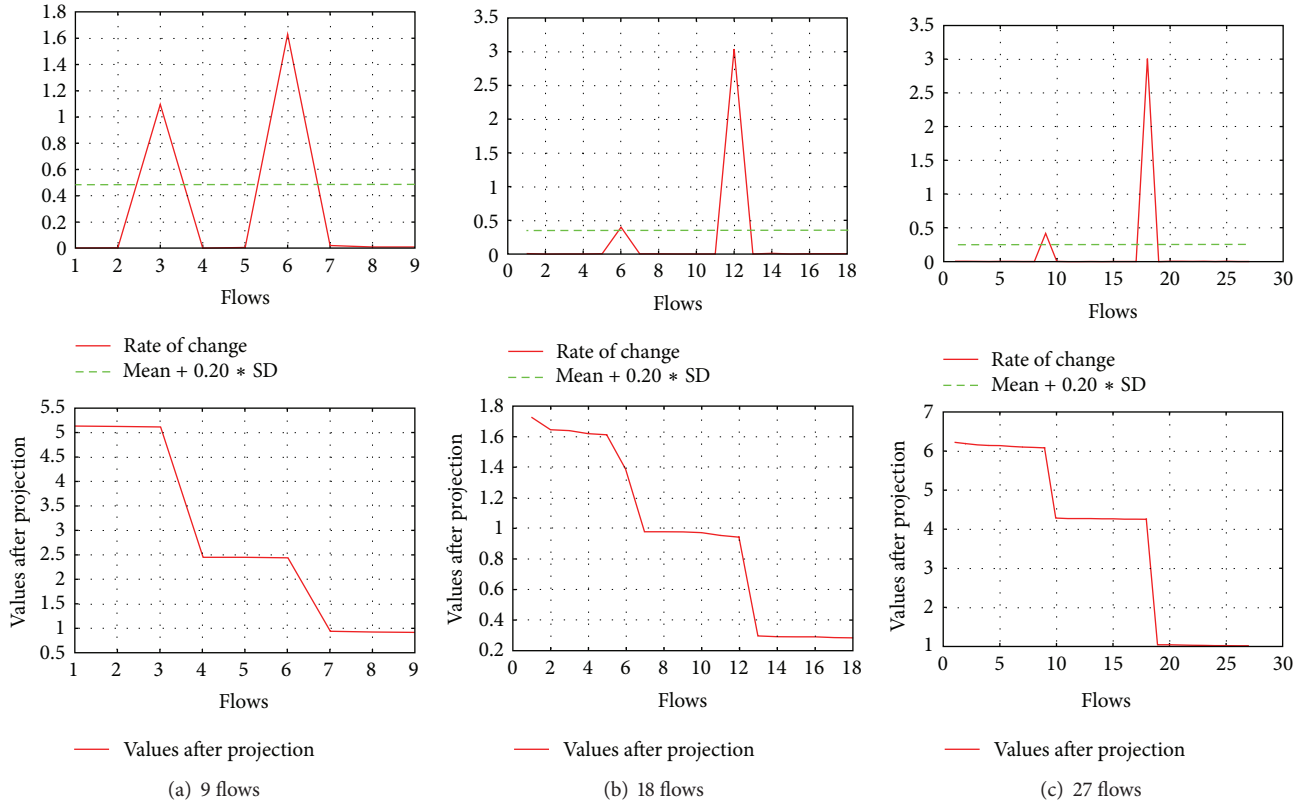 1.8
1.6
1.4
1.2
1
0.8
0.6
0.4
0.2
0
1 2 3 4 5 6 7 8 9
Flows
Rate of change
Mean + 0.20 ∗ SD
5.5
5
4.5
4
3.5
3
2.5
2
1.5
1
0.5
Values after projection
1 2 3 4 5 6 7 8 9
Flows
Values after projection
(a) 9 flows
3.5
3
2.5
2
1.5
1
0.5
0
0 2 4 6 8 10 12 14 16 18
Flows
Rate of change
Mean + 0.20 ∗ SD
1.8
1.6
1.4
1.2
1
0.8
0.6
0.4
0.2
Values after projection
0 2 4 6 8 10 12 14 16 18
Flows
Values after projection
(b) 18 flows
3.5
3
2.5
2
1.5
1
0.5
0
0 5 10 15 20 25 30
Flows
Rate of change
Mean + 0.20 ∗ SD
7
6
5
4
3
2
1
Values after projection
0 5 10 15 20 25 30
Flows
Values after projection
(c) 27 flows